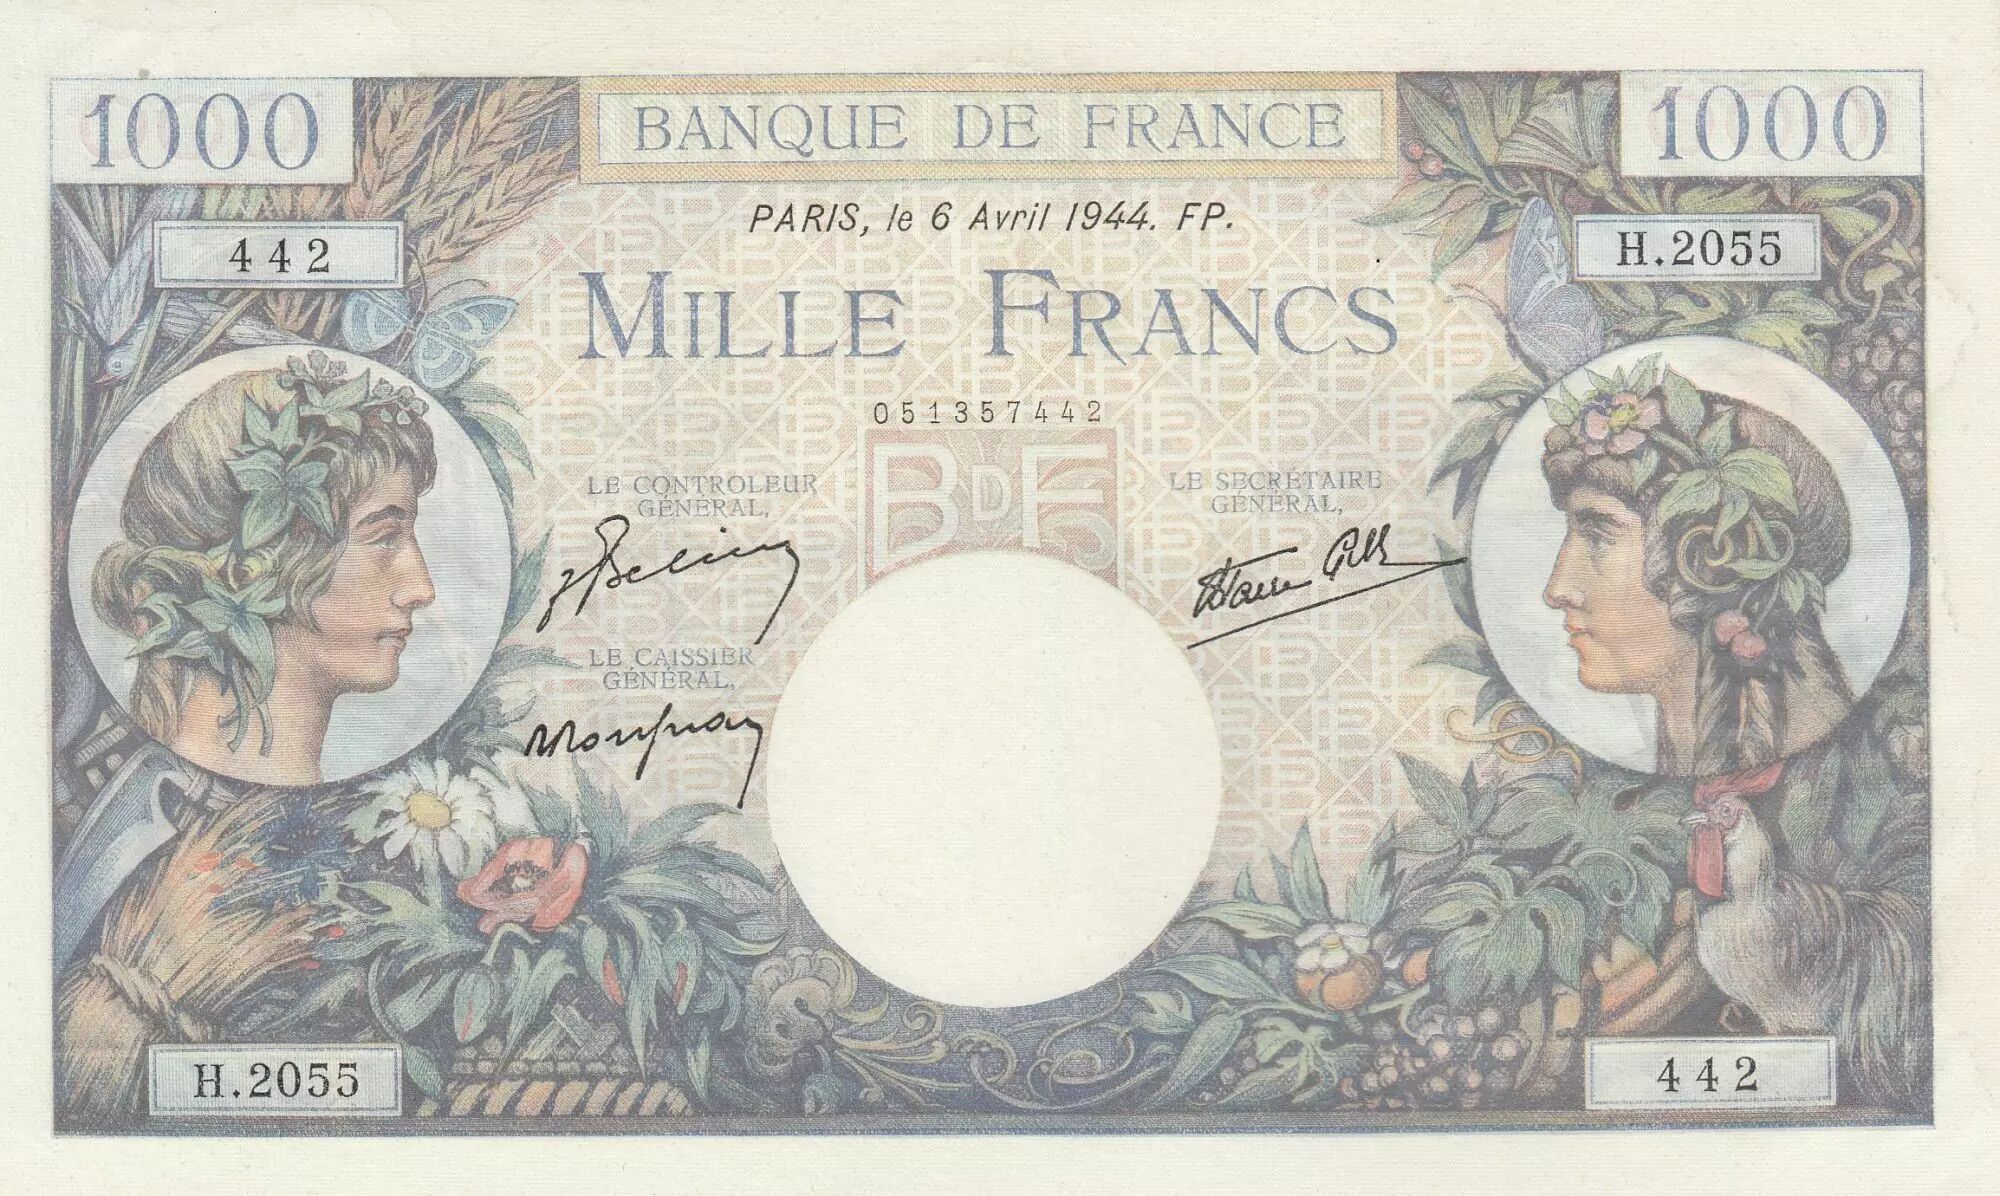 1000
BANQUE DE FRANCE
1000
PARIS, le 6 Avril 1944. FP.
442
H.2055
MILLE FRANCS
051357442
BDF
LE CONTROLEUR
GÉNÉRAL,
LE SECRÉTAIRE
GÉNÉRAL,
LE CAISSIER
GÉNÉRAL,
H.2055
442